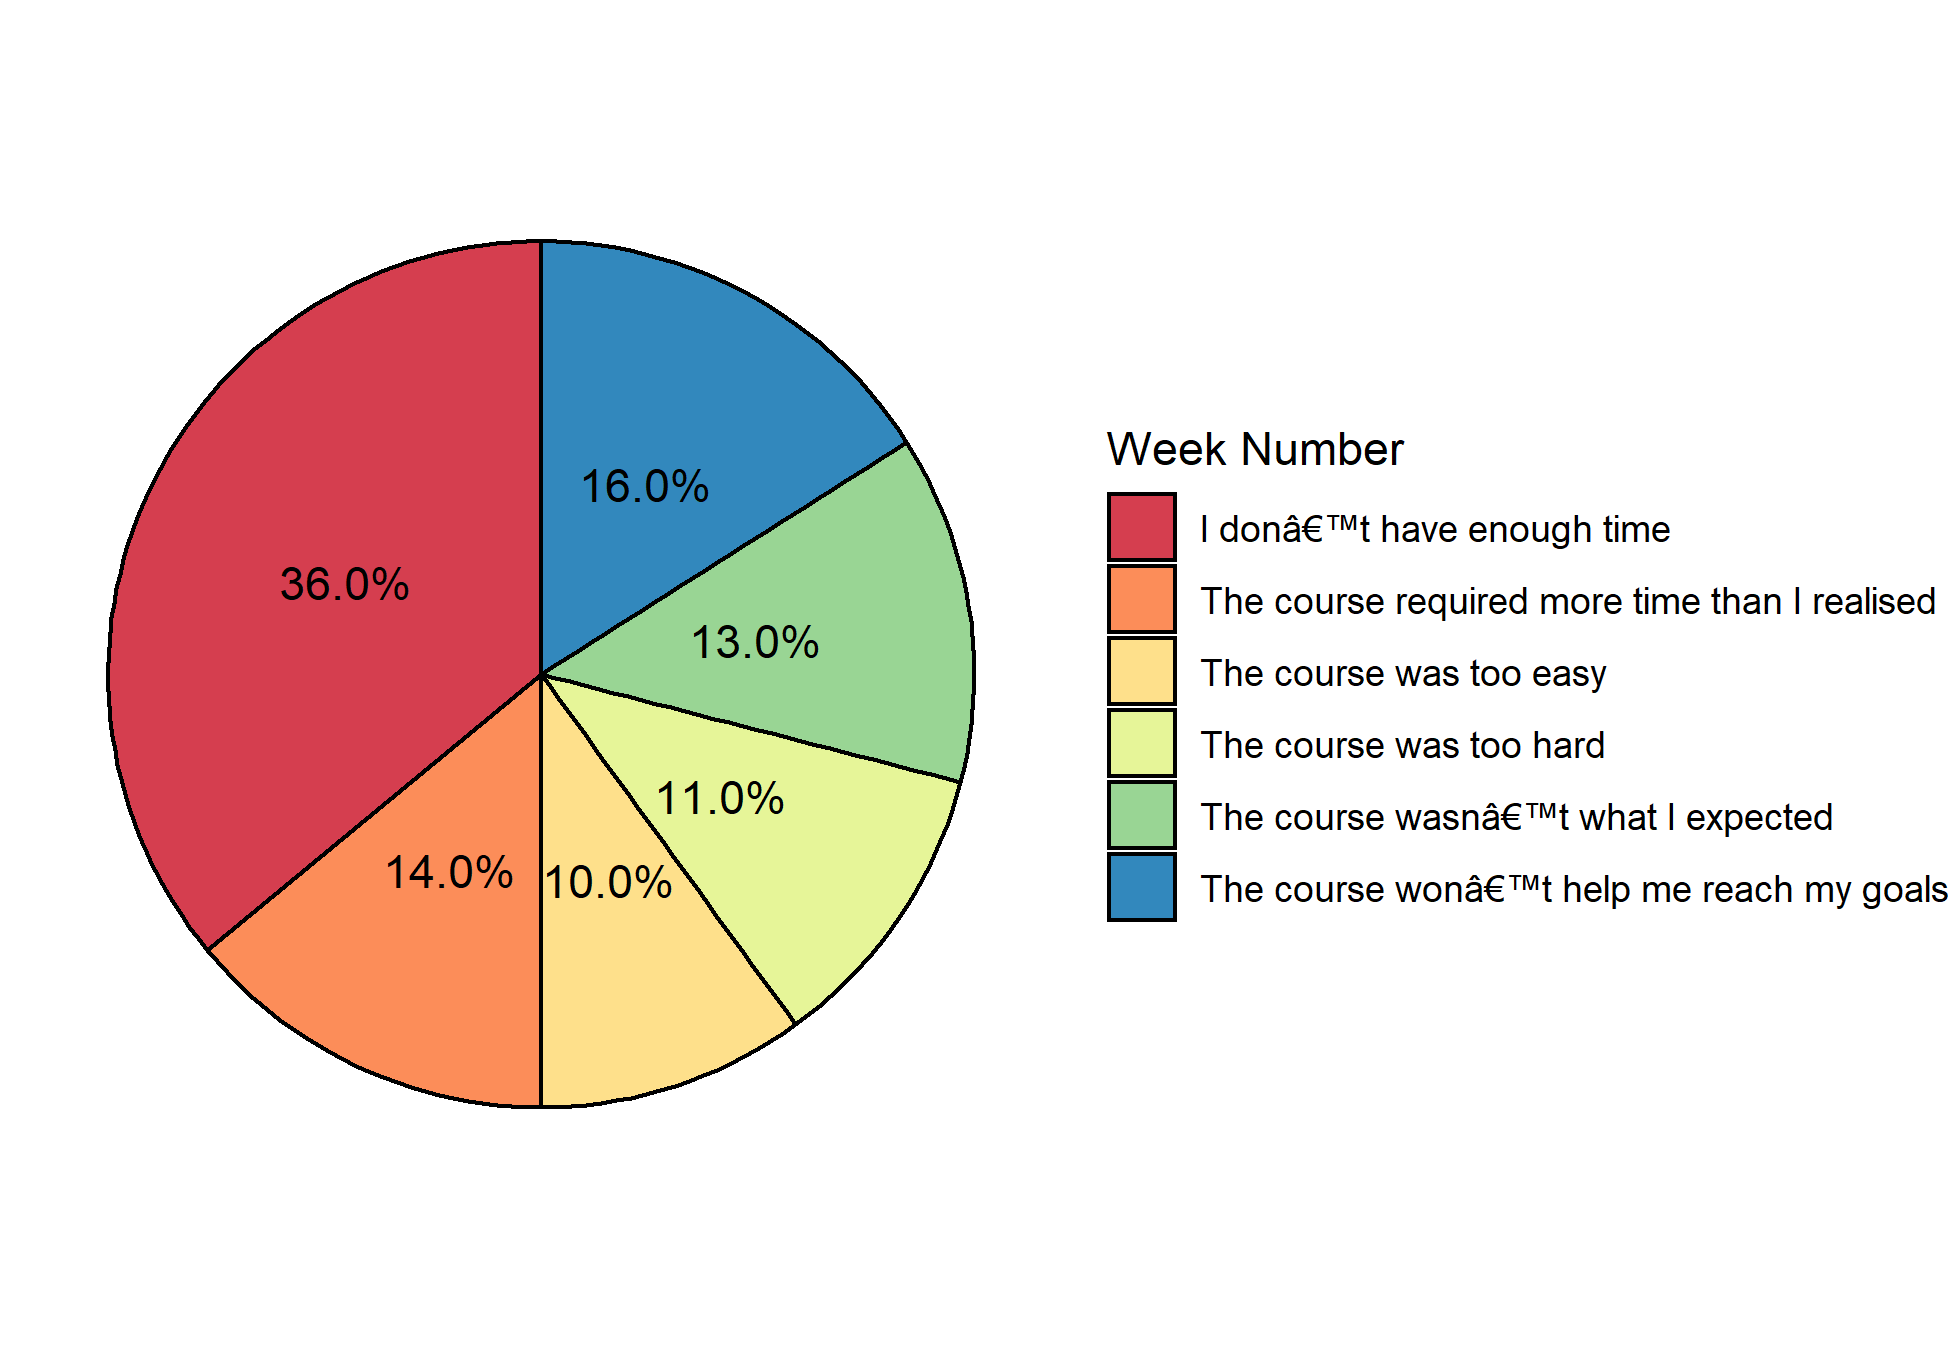 16.0%
36.0%
13.0%
11.0%
14.0%
10.0%
Week Number
I donâ€™t have enough time
The course required more time than I realised
The course was too easy
The course was too hard
The course wasnâ€™t what I expected
The course wonâ€™t help me reach my goals